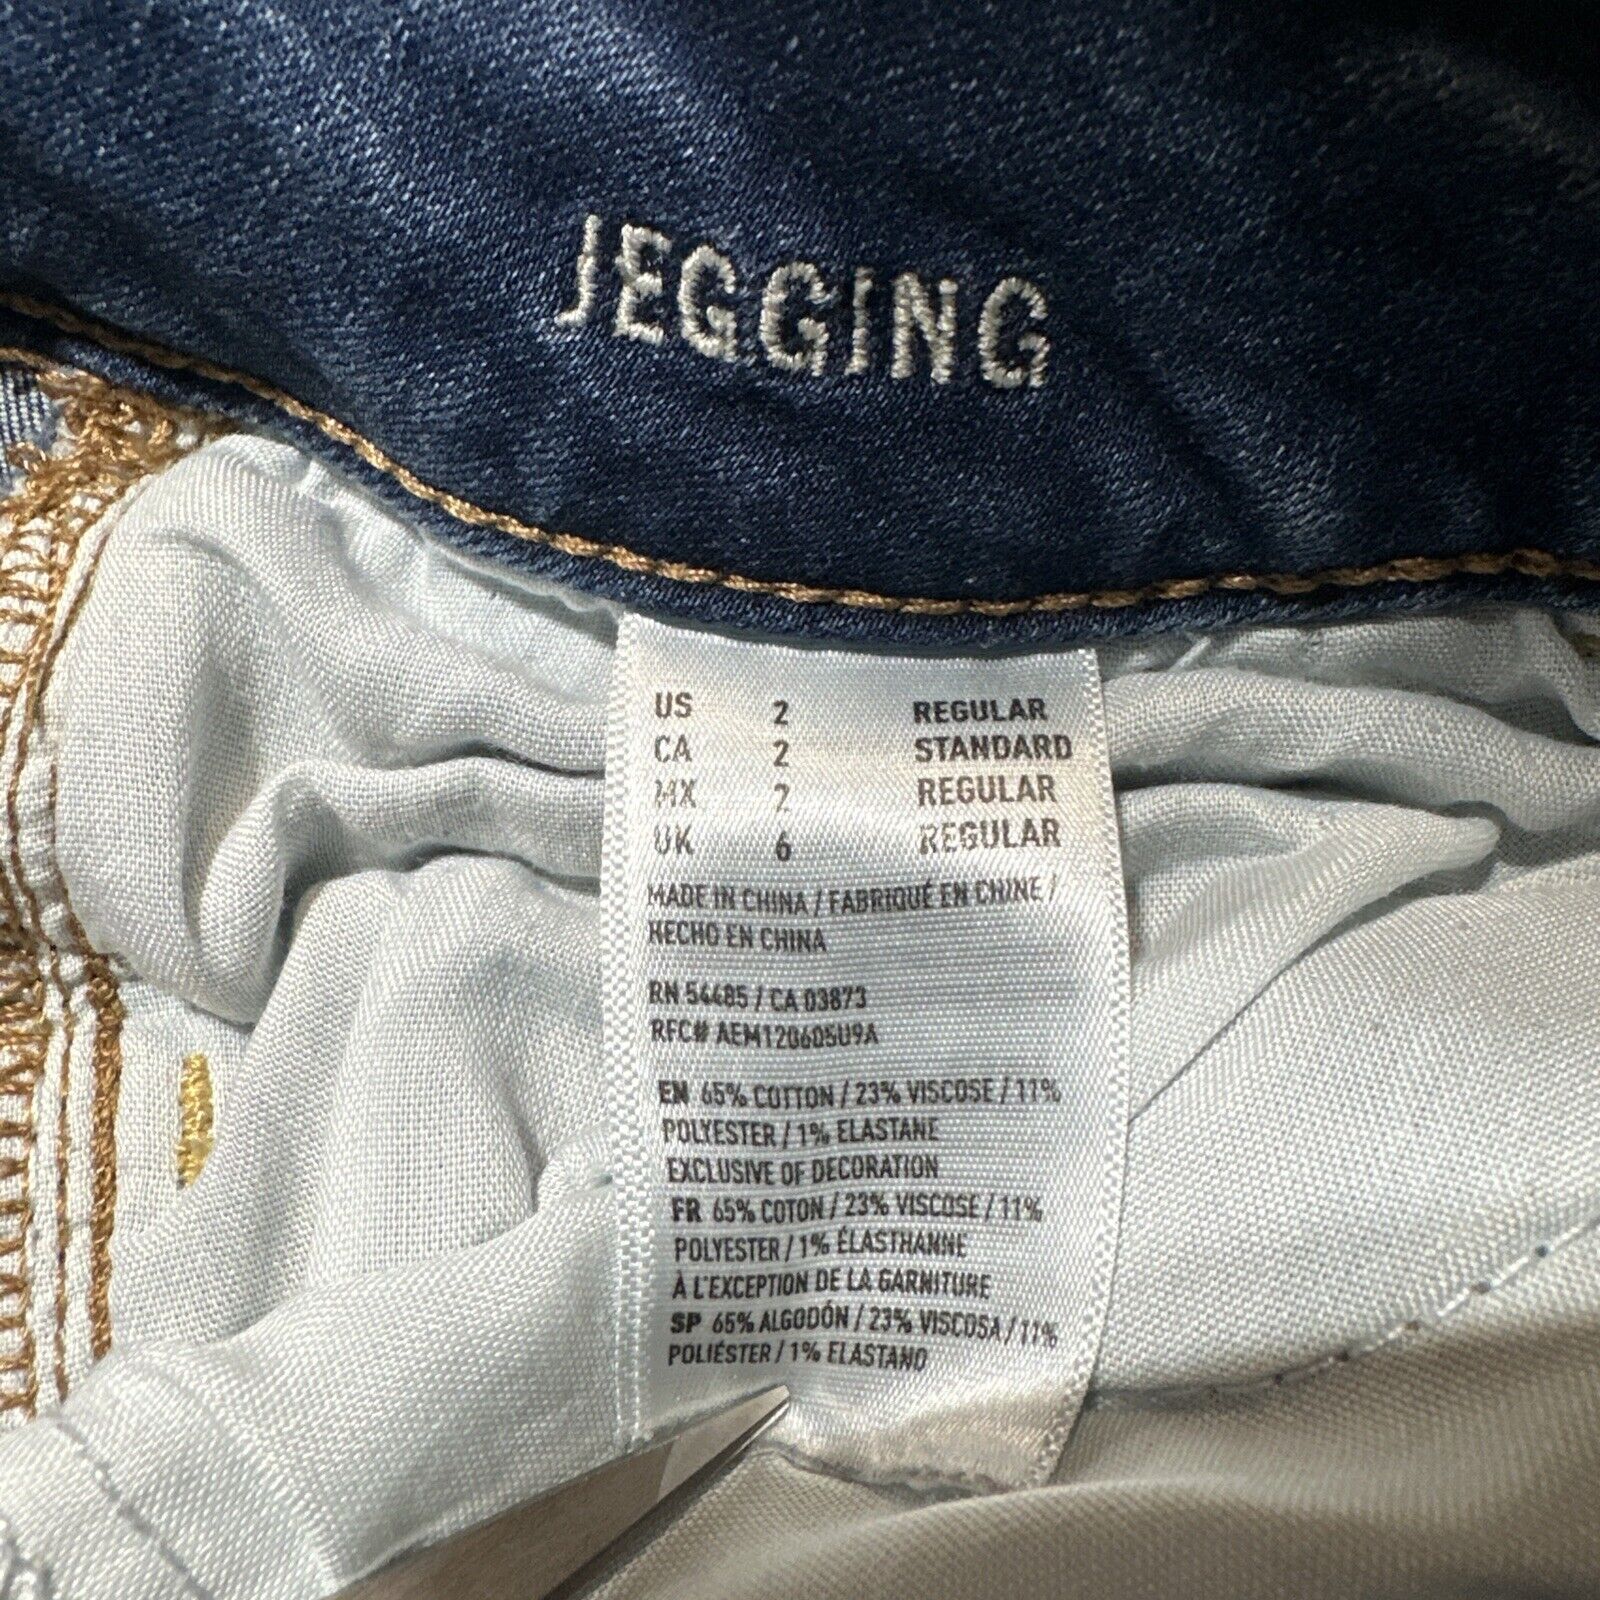 JEGGING
US 2 REGULAR
CA 2 STANDARD
MX 2 REGULAR
UK 6 REGULAR
MADE IN CHINA / FABRIQUÉ EN CHINE /
HECHO EN CHINA
RN 54485 / CA 03873
RFC# AEM120605U9A
EN 65% COTTON / 23% VISCOSE / 11%
POLYESTER / 1% ELASTANE
EXCLUSIVE OF DECORATION
FR 65% COTON / 23% VISCOSE / 11%
POLYESTER / 1% ÉLASTHANNE
À L'EXCEPTION DE LA GARNITURE
SP 65% ALGODÓN / 23% VISCOSA / 11%
POLIÉSTER / 1% ELASTANO